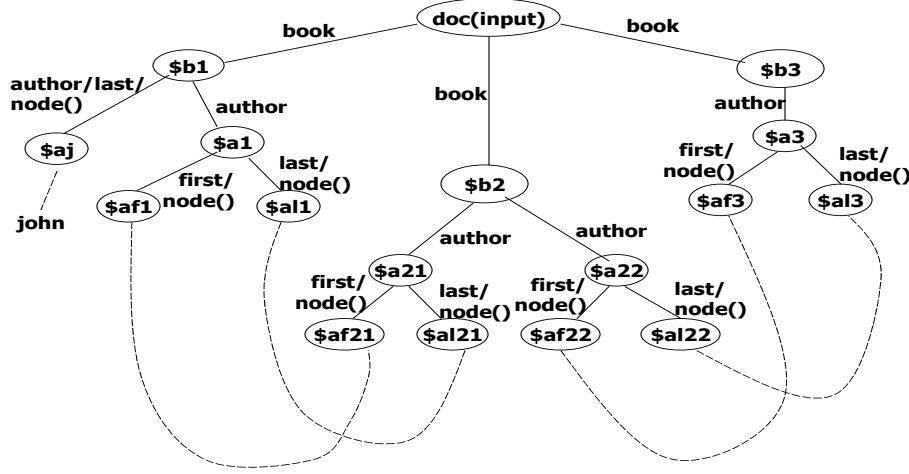 doc(input)
book
book
book
$b1
$b3
author/last/
node()
author
author
$aj
$a1
$a3
first/
node()
last/
node()
first/
node()
last/
node()
$b2
john
$af1
$al1
$af3
$al3
author
author
$a21
$a22
first/
node()
last/
node()
first/
node()
last/
node()
$af21
$al21
$af22
$al22